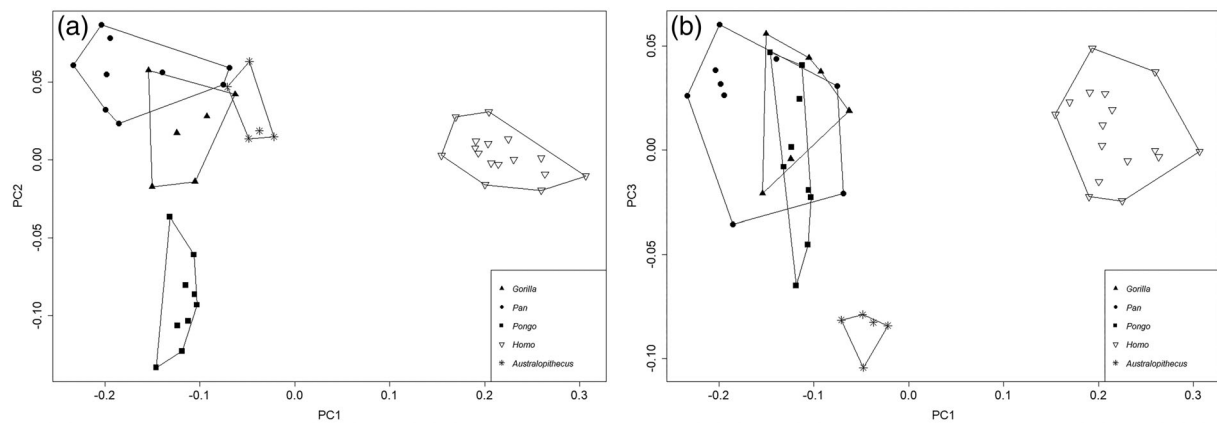 (a)
PC2
0.05
0.00
-0.05
-0.10
-0.2
-0.1
0.0
0.1
0.2
0.3
PC1
Gorilla
Pan
Pongo
Homo
Australopithecus
(b)
PC3
0.05
0.00
-0.05
-0.10
-0.2
-0.1
0.0
0.1
0.2
0.3
PC1
Gorilla
Pan
Pongo
Homo
Australopithecus